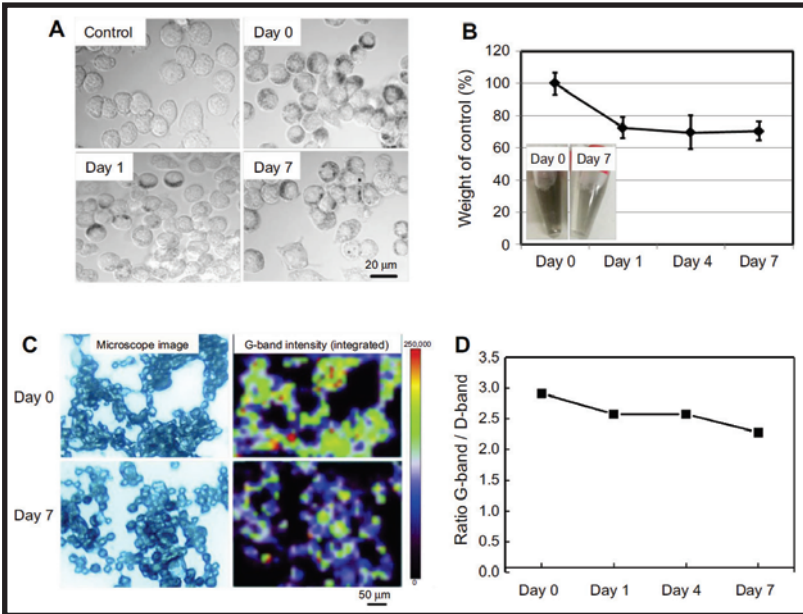 A
Control
Day 0
Day 1
Day 7
20 μm
B
Weight of control (%)
120
100
80
60
40
20
0
Day 0
Day 7
Day 0
Day 1
Day 4
Day 7
C
Microscope image
G-band intensity (integrated)
250,000
Day 0
Day 7
0
50 μm
D
Ratio G-band / D-band
3.5
3.0
2.5
2.0
1.5
1.0
0.5
0.0
Day 0
Day 1
Day 4
Day 7